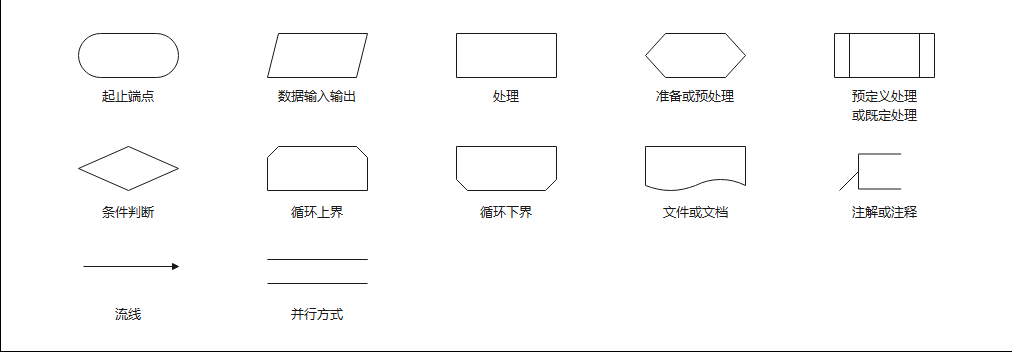 起止端点
数据输入输出
处理
准备或预处理
预定义处理
或既定处理
条件判断
循环上界
循环下界
文件或文档
注解或注释
流线
并行方式